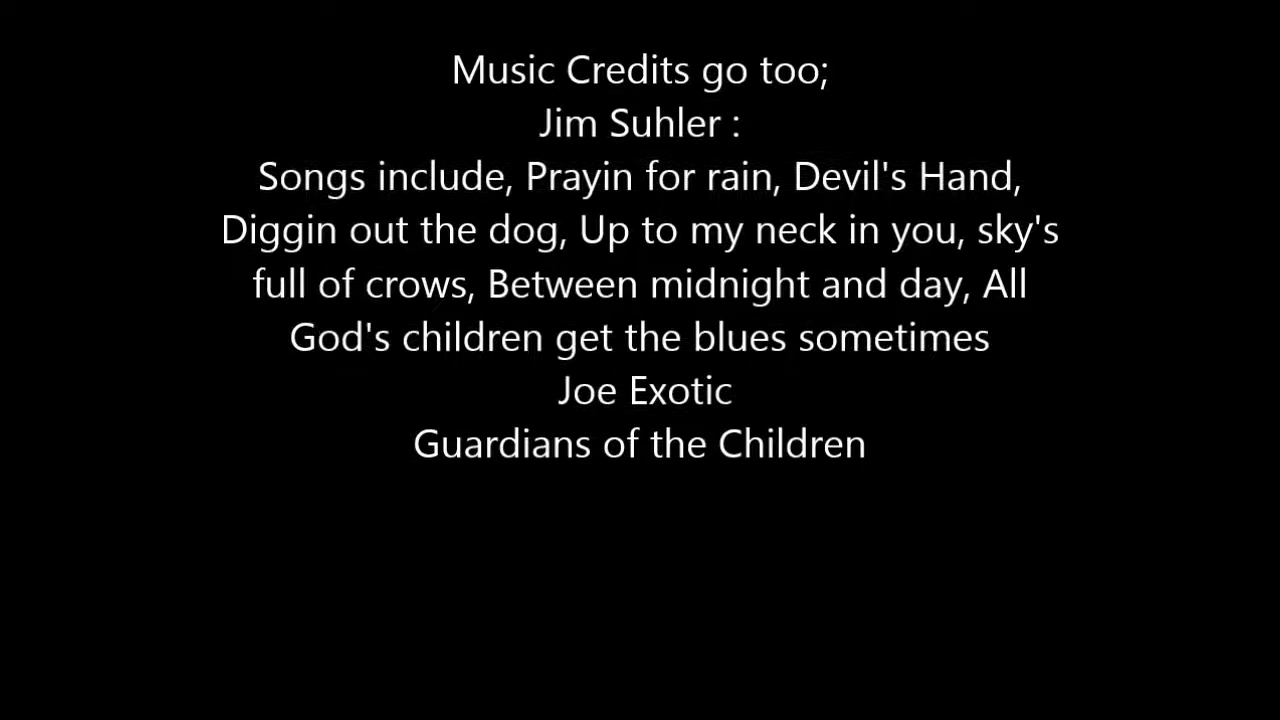 Music Credits go too;
Jim Suhler :
Songs include, Prayin for rain, Devil's Hand,
Diggin out the dog, Up to my neck in you, sky's
full of crows, Between midnight and day, All
God's children get the blues sometimes
Joe Exotic
Guardians of the Children